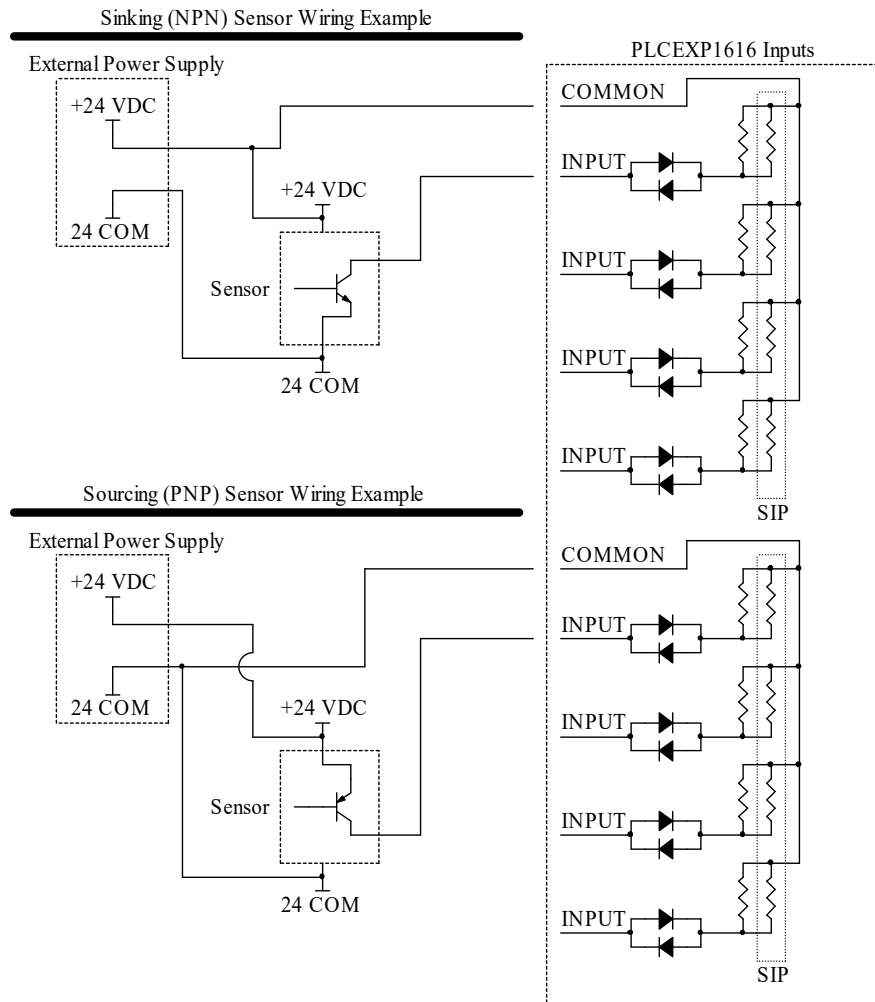 Sinking (NPN) Sensor Wiring Example
External Power Supply
+24 VDC
24 COM
+24 VDC
Sensor
24 COM
PLCEXP1616 Inputs
COMMON
INPUT
INPUT
INPUT
INPUT
SIP
Sourcing (PNP) Sensor Wiring Example
External Power Supply
+24 VDC
24 COM
+24 VDC
Sensor
24 COM
COMMON
INPUT
INPUT
INPUT
INPUT
SIP